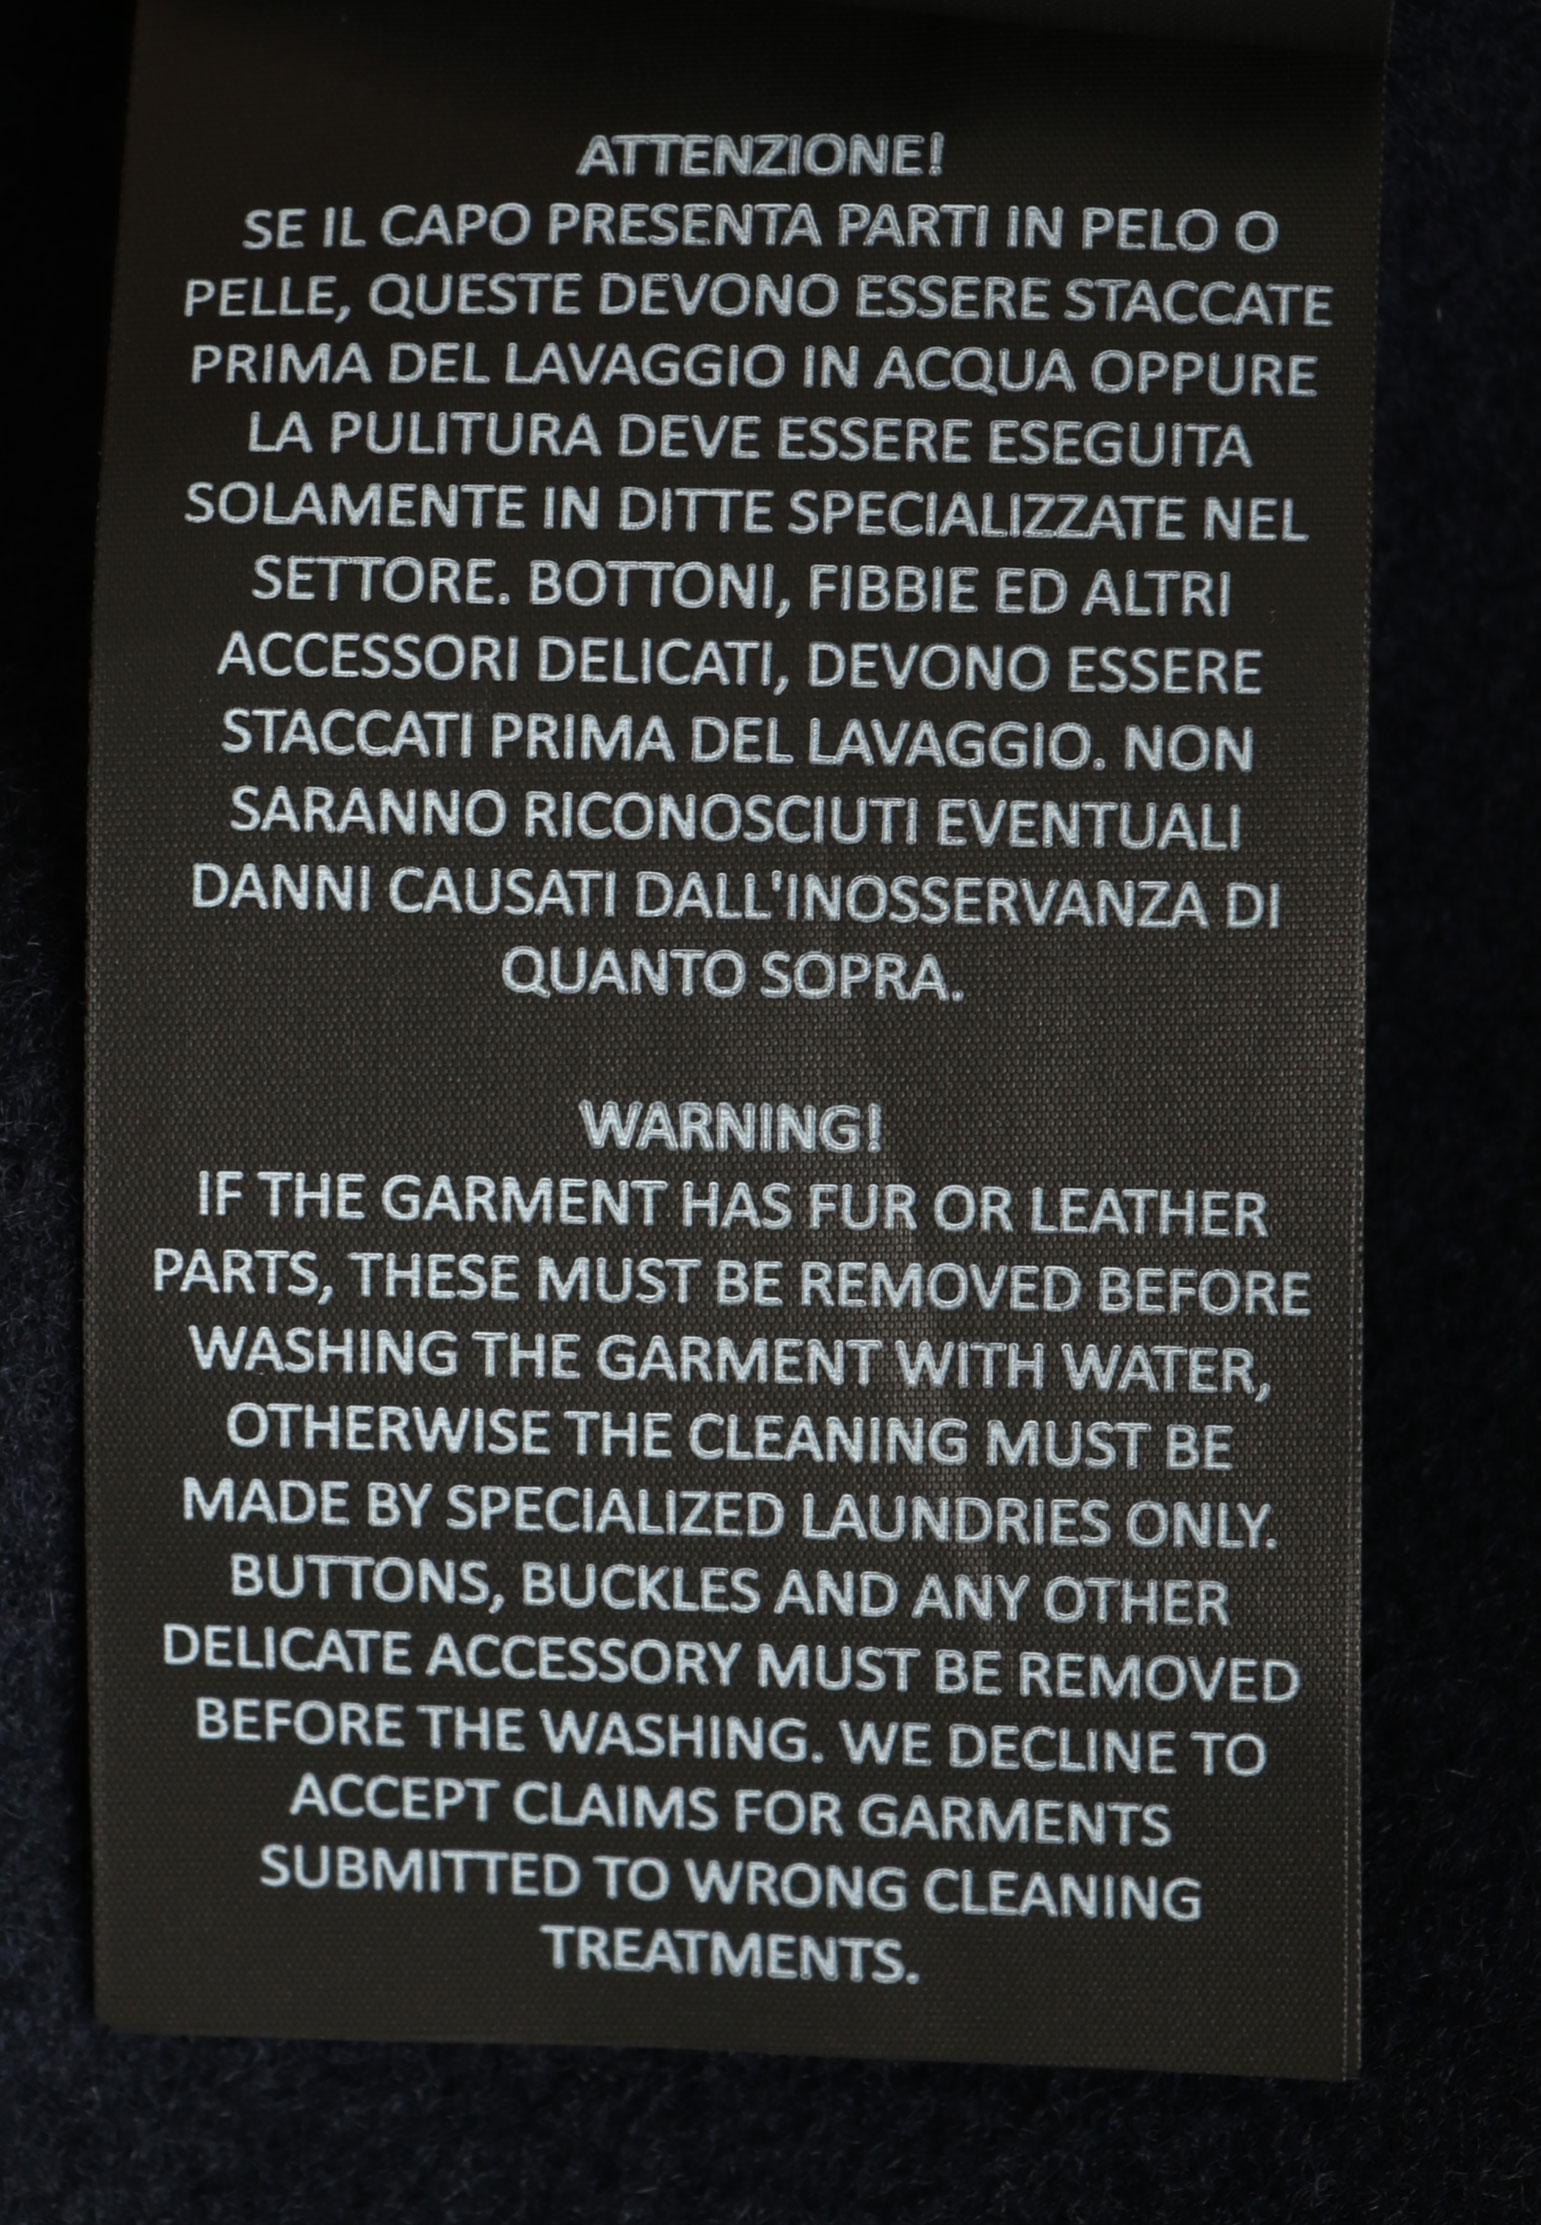 ATTENZIONE!
SE IL CAPO PRESENTA PARTI IN PELO O
PELLE, QUESTE DEVONO ESSERE STACCATE
PRIMA DEL LAVAGGIO IN ACQUA OPPURE
LA PULITURA DEVE ESSERE ESEGUITA
SOLAMENTE IN DITTE SPECIALIZZATE NEL
SETTORE. BOTTONI, FIBBIE ED ALTRI
ACCESSORI DELICATI, DEVONO ESSERE
STACCATI PRIMA DEL LAVAGGIO. NON
SARANNO RICONOSCIUTI EVENTUALI
DANNI CAUSATI DALL'INOSSERVANZA DI
QUANTO SOPRA.
WARNING!
IF THE GARMENT HAS FUR OR LEATHER
PARTS, THESE MUST BE REMOVED BEFORE
WASHING THE GARMENT WITH WATER,
OTHERWISE THE CLEANING MUST BE
MADE BY SPECIALIZED LAUNDRIES ONLY.
BUTTONS, BUCKLES AND ANY OTHER
DELICATE ACCESSORY MUST BE REMOVED
BEFORE THE WASHING. WE DECLINE TO
ACCEPT CLAIMS FOR GARMENTS
SUBMITTED TO WRONG CLEANING
TREATMENTS.